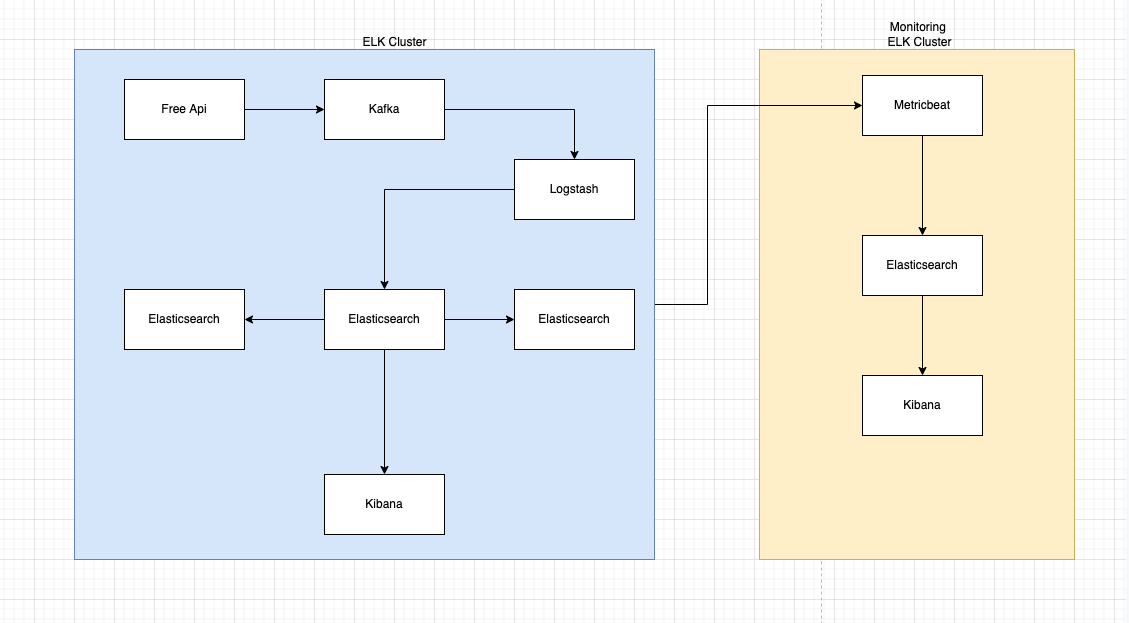 ELK Cluster
Free Api
Kafka
Logstash
Elasticsearch
Elasticsearch
Elasticsearch
Kibana
Monitoring
ELK Cluster
Metricbeat
Elasticsearch
Kibana